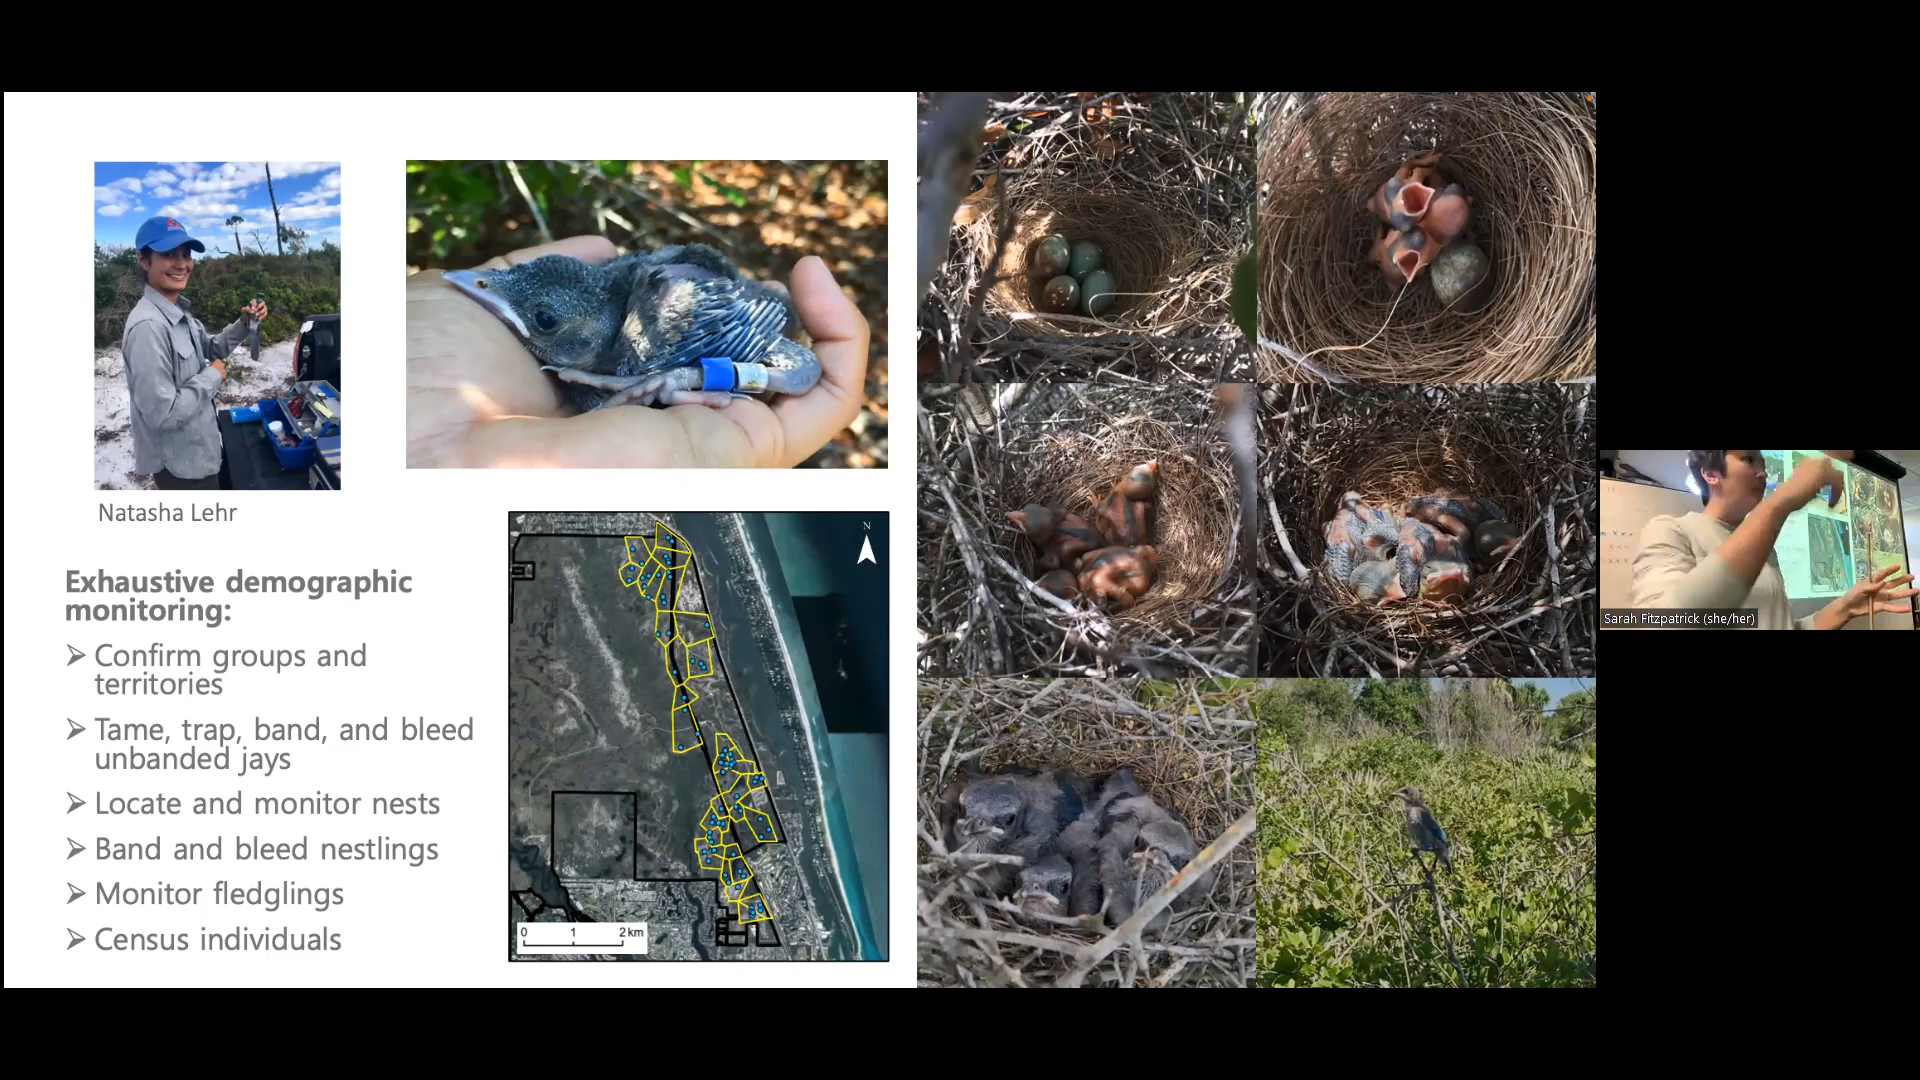 Natasha Lehr
Exhaustive demographic
monitoring:
➢ Confirm groups and
territories
➢ Tame, trap, band, and bleed
unbanded jays
➢ Locate and monitor nests
➢ Band and bleed nestlings
➢ Monitor fledglings
➢ Census individuals
N
0 1 2 km
Sarah Fitzpatrick (she/her)